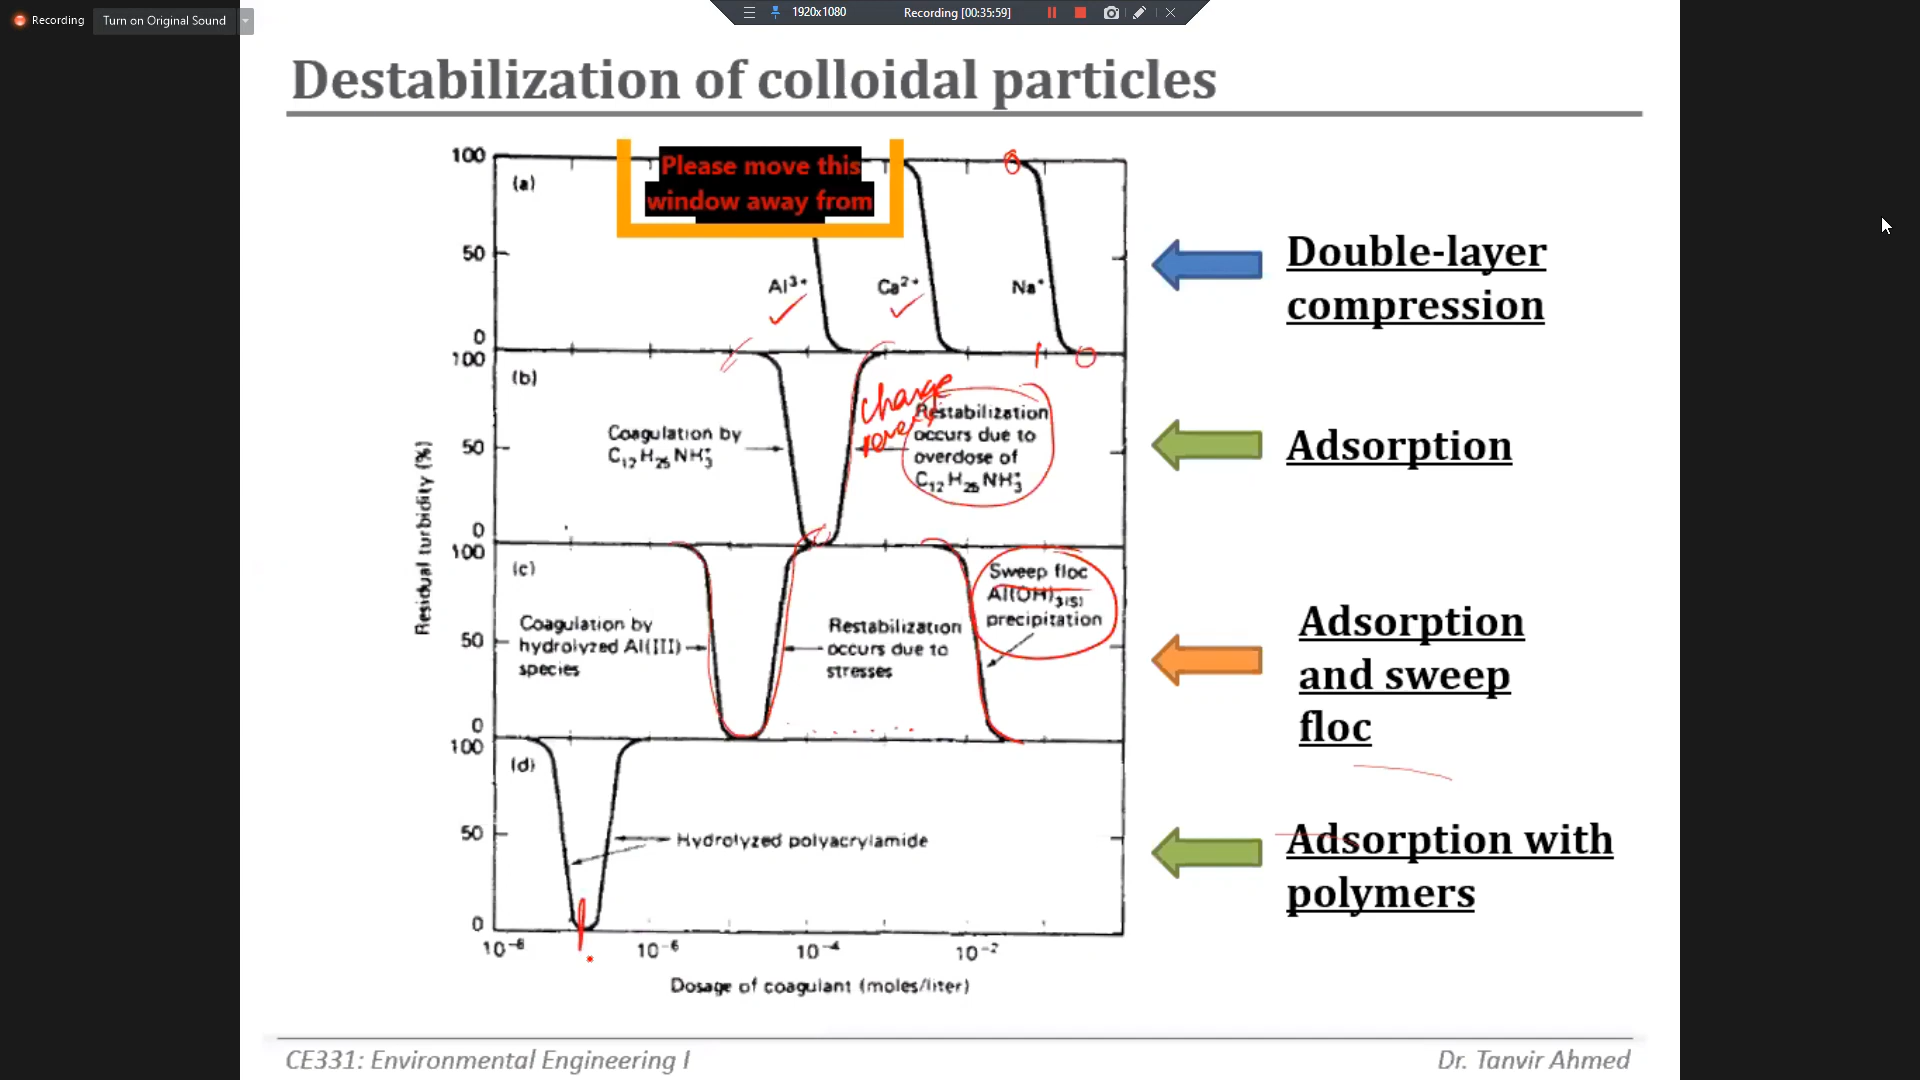 Recording
Turn on Original Sound
1920x1080
Recording [00:35:59]
Destabilization of colloidal particles
Please move this
window away from
100
(a)
50
0
Al³⁺
Ca²⁺
Na⁺
Double-layer
compression
100
(b)
50
0
Coagulation by
C₁₂H₂₅NH₃⁺
charge
Restabilization
occurs due to
overdose of
C₁₂H₂₅NH₃⁺
Adsorption
Residual turbidity (%)
100
(c)
50
0
Coagulation by
hydrolyzed Al(III)
species
Restabilization
occurs due to
stresses
Sweep floc
Al(OH)₃₍S₎
precipitation
Adsorption
and sweep
floc
100
(d)
50
0
Hydrolyzed polyacrylamide
Adsorption with
polymers
10⁻⁸
10⁻⁶
10⁻⁴
10⁻²
Dosage of coagulant (moles/liter)
CE331: Environmental Engineering I
Dr. Tanvir Ahmed